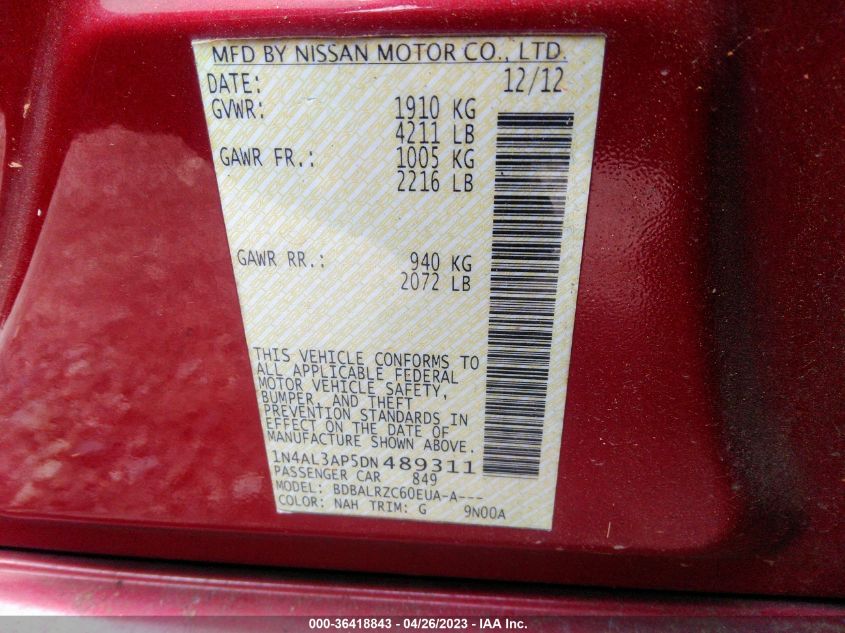 MFD BY NISSAN MOTOR CO., LTD.
DATE: 12/12
GVWR: 1910 KG
4211 LB
GAWR FR.: 1005 KG
2216 LB
GAWR RR.: 940 KG
2072 LB
THIS VEHICLE CONFORMS TO
ALL APPLICABLE FEDERAL
MOTOR VEHICLE SAFETY,
BUMPER, AND THEFT
PREVENTION STANDARDS IN
EFFECT ON THE DATE OF
MANUFACTURE SHOWN ABOVE.
1N4AL3AP5DN489311
PASSENGER CAR 849
MODEL: BDBALRZC60EUA-A---
COLOR: NAH TRIM: G 9N00A
000-36418843 - 04/26/2023 - IAA Inc.